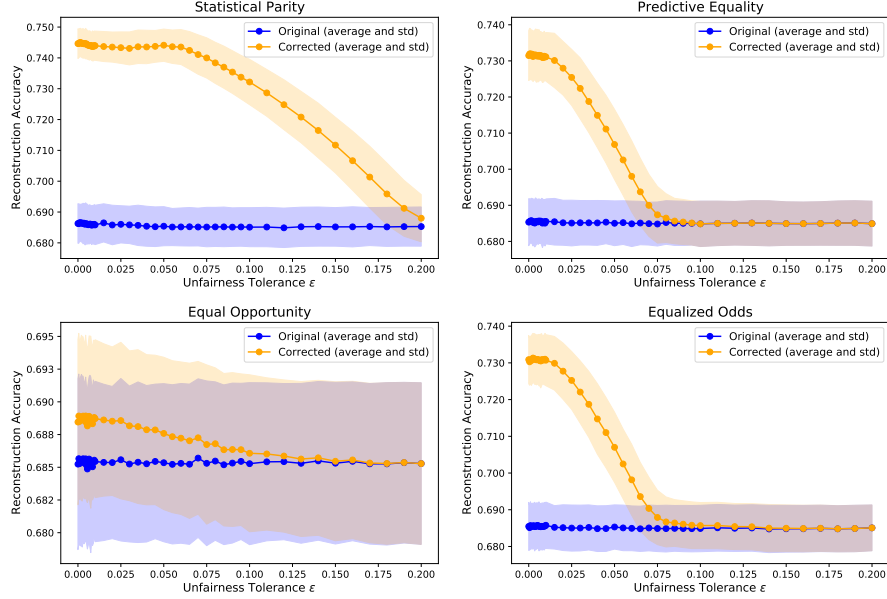 Statistical Parity
Reconstruction Accuracy
0.750
0.740
0.730
0.720
0.710
0.700
0.690
0.680
Original (average and std)
Corrected (average and std)
0.000 0.025 0.050 0.075 0.100 0.125 0.150 0.175 0.200
Unfairness Tolerance ε
Predictive Equality
Reconstruction Accuracy
0.740
0.730
0.720
0.710
0.700
0.690
0.680
Original (average and std)
Corrected (average and std)
0.000 0.025 0.050 0.075 0.100 0.125 0.150 0.175 0.200
Unfairness Tolerance ε
Equal Opportunity
Reconstruction Accuracy
0.695
0.693
0.690
0.688
0.685
0.682
0.680
Original (average and std)
Corrected (average and std)
0.000 0.025 0.050 0.075 0.100 0.125 0.150 0.175 0.200
Unfairness Tolerance ε
Equalized Odds
Reconstruction Accuracy
0.740
0.730
0.720
0.710
0.700
0.690
0.680
Original (average and std)
Corrected (average and std)
0.000 0.025 0.050 0.075 0.100 0.125 0.150 0.175 0.200
Unfairness Tolerance ε